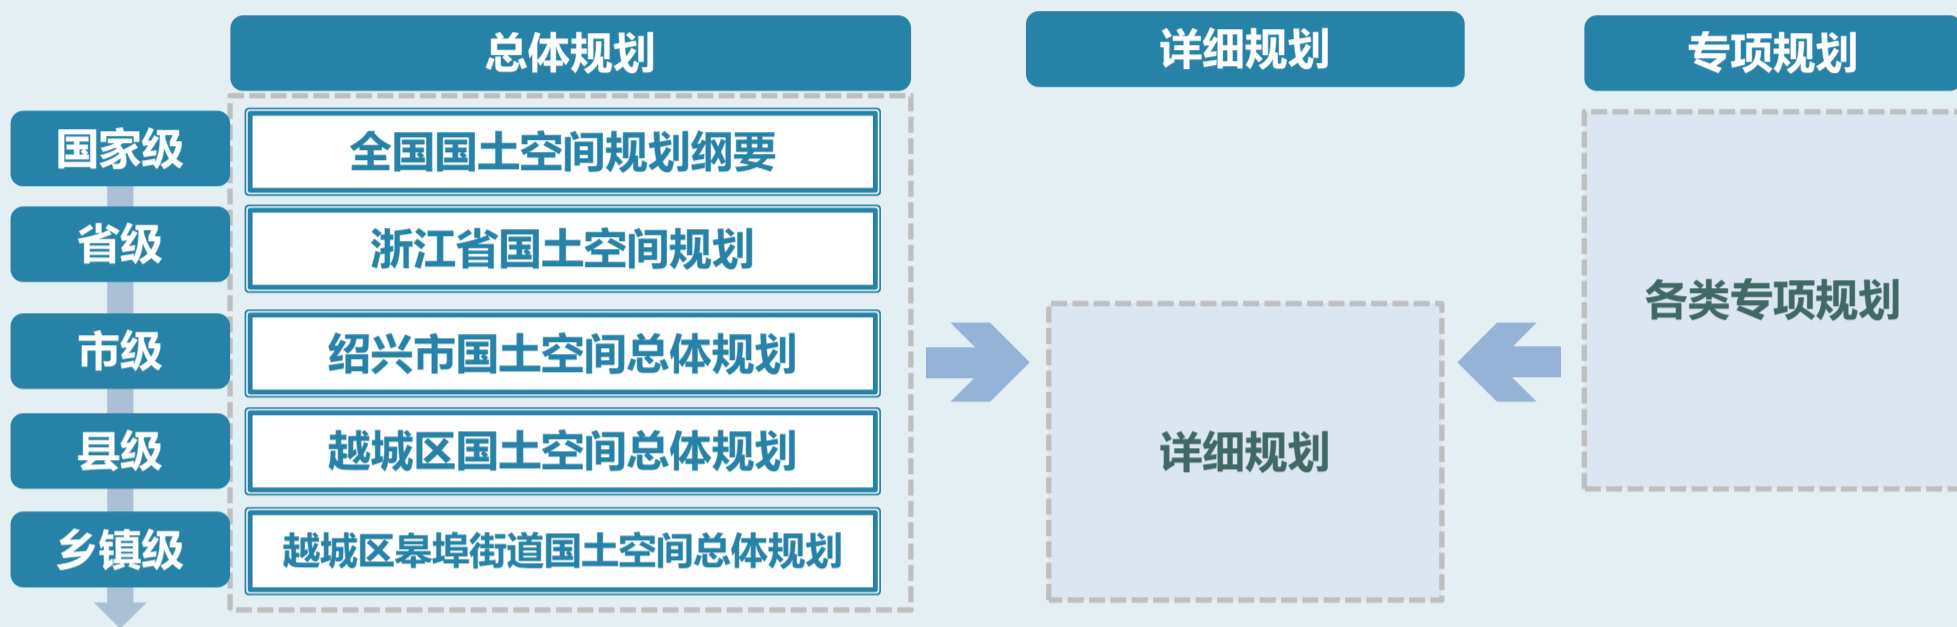 总体规划
详细规划
专项规划
国家级
全国国土空间规划纲要
省级
浙江省国土空间规划
市级
绍兴市国土空间总体规划
县级
越城区国土空间总体规划
乡镇级
越城区皋埠街道国土空间总体规划
详细规划
各类专项规划